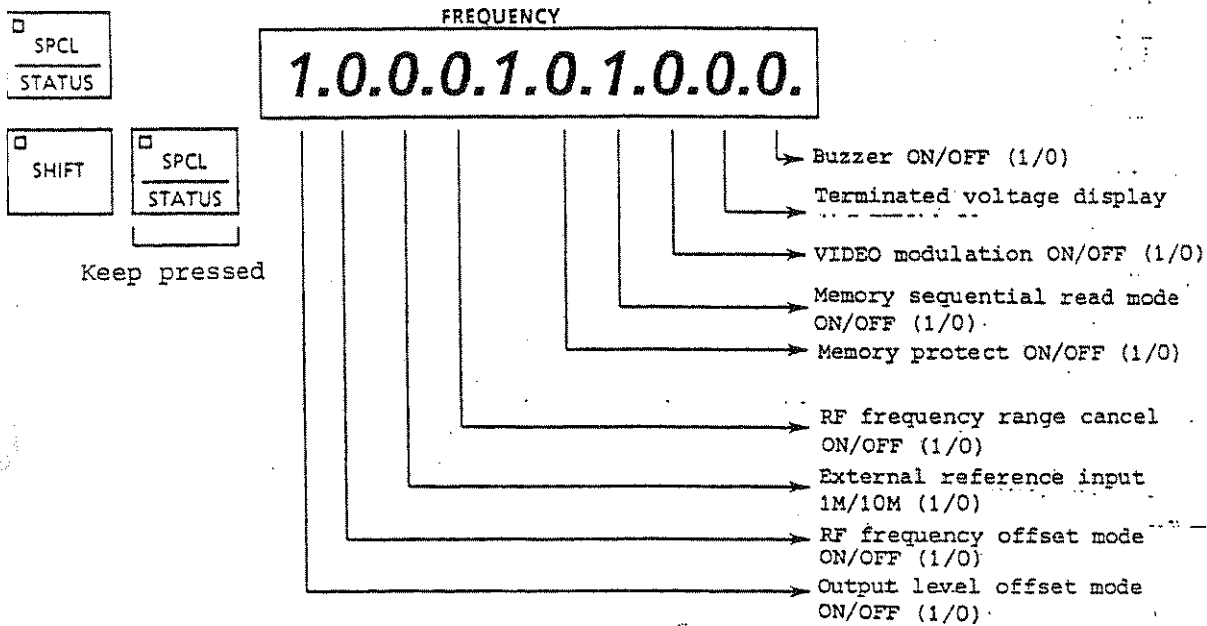 FREQUENCY
SPCL
STATUS
1.0.0.0.1.0.1.0.0.0.
SHIFT
SPCL
STATUS
Keep pressed
Buzzer ON/OFF (1/0)
Terminated voltage display
VIDEO modulation ON/OFF (1/0)
Memory sequential read mode
ON/OFF (1/0)
Memory protect ON/OFF (1/0)
RF frequency range cancel
ON/OFF (1/0)
External reference input
1M/10M (1/0)
RF frequency offset mode
ON/OFF (1/0)
Output level offset mode
ON/OFF (1/0)